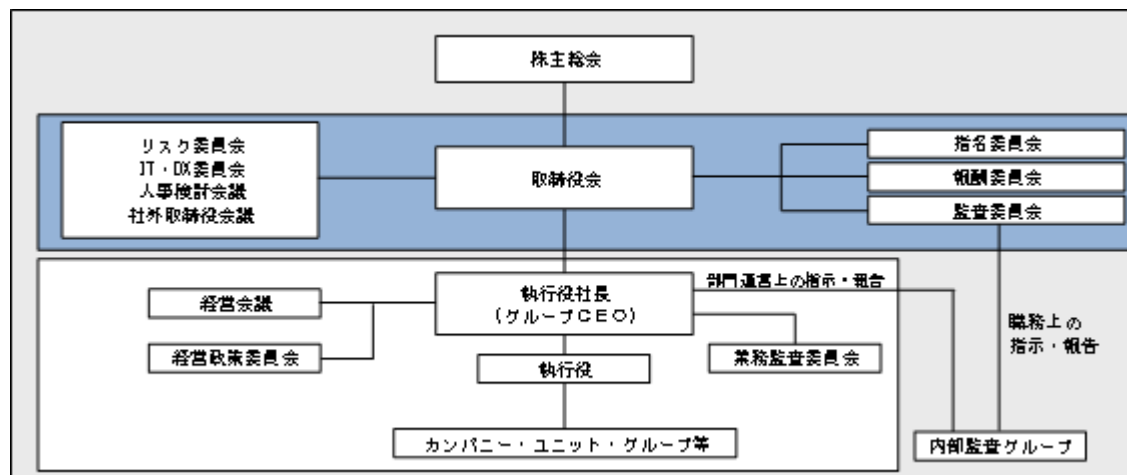 株主総会
リスク委員会
IT・DX委員会
人事検討会議
社外取締役会議
取締役会
指名委員会
報酬委員会
監査委員会
経営会議
経営政策委員会
執行役社長
(グループCEO)
部門運営上の指示・報告
業務監査委員会
執行役
カンパニー・ユニット・グループ等
職務上の
指示・報告
内部監査グループ